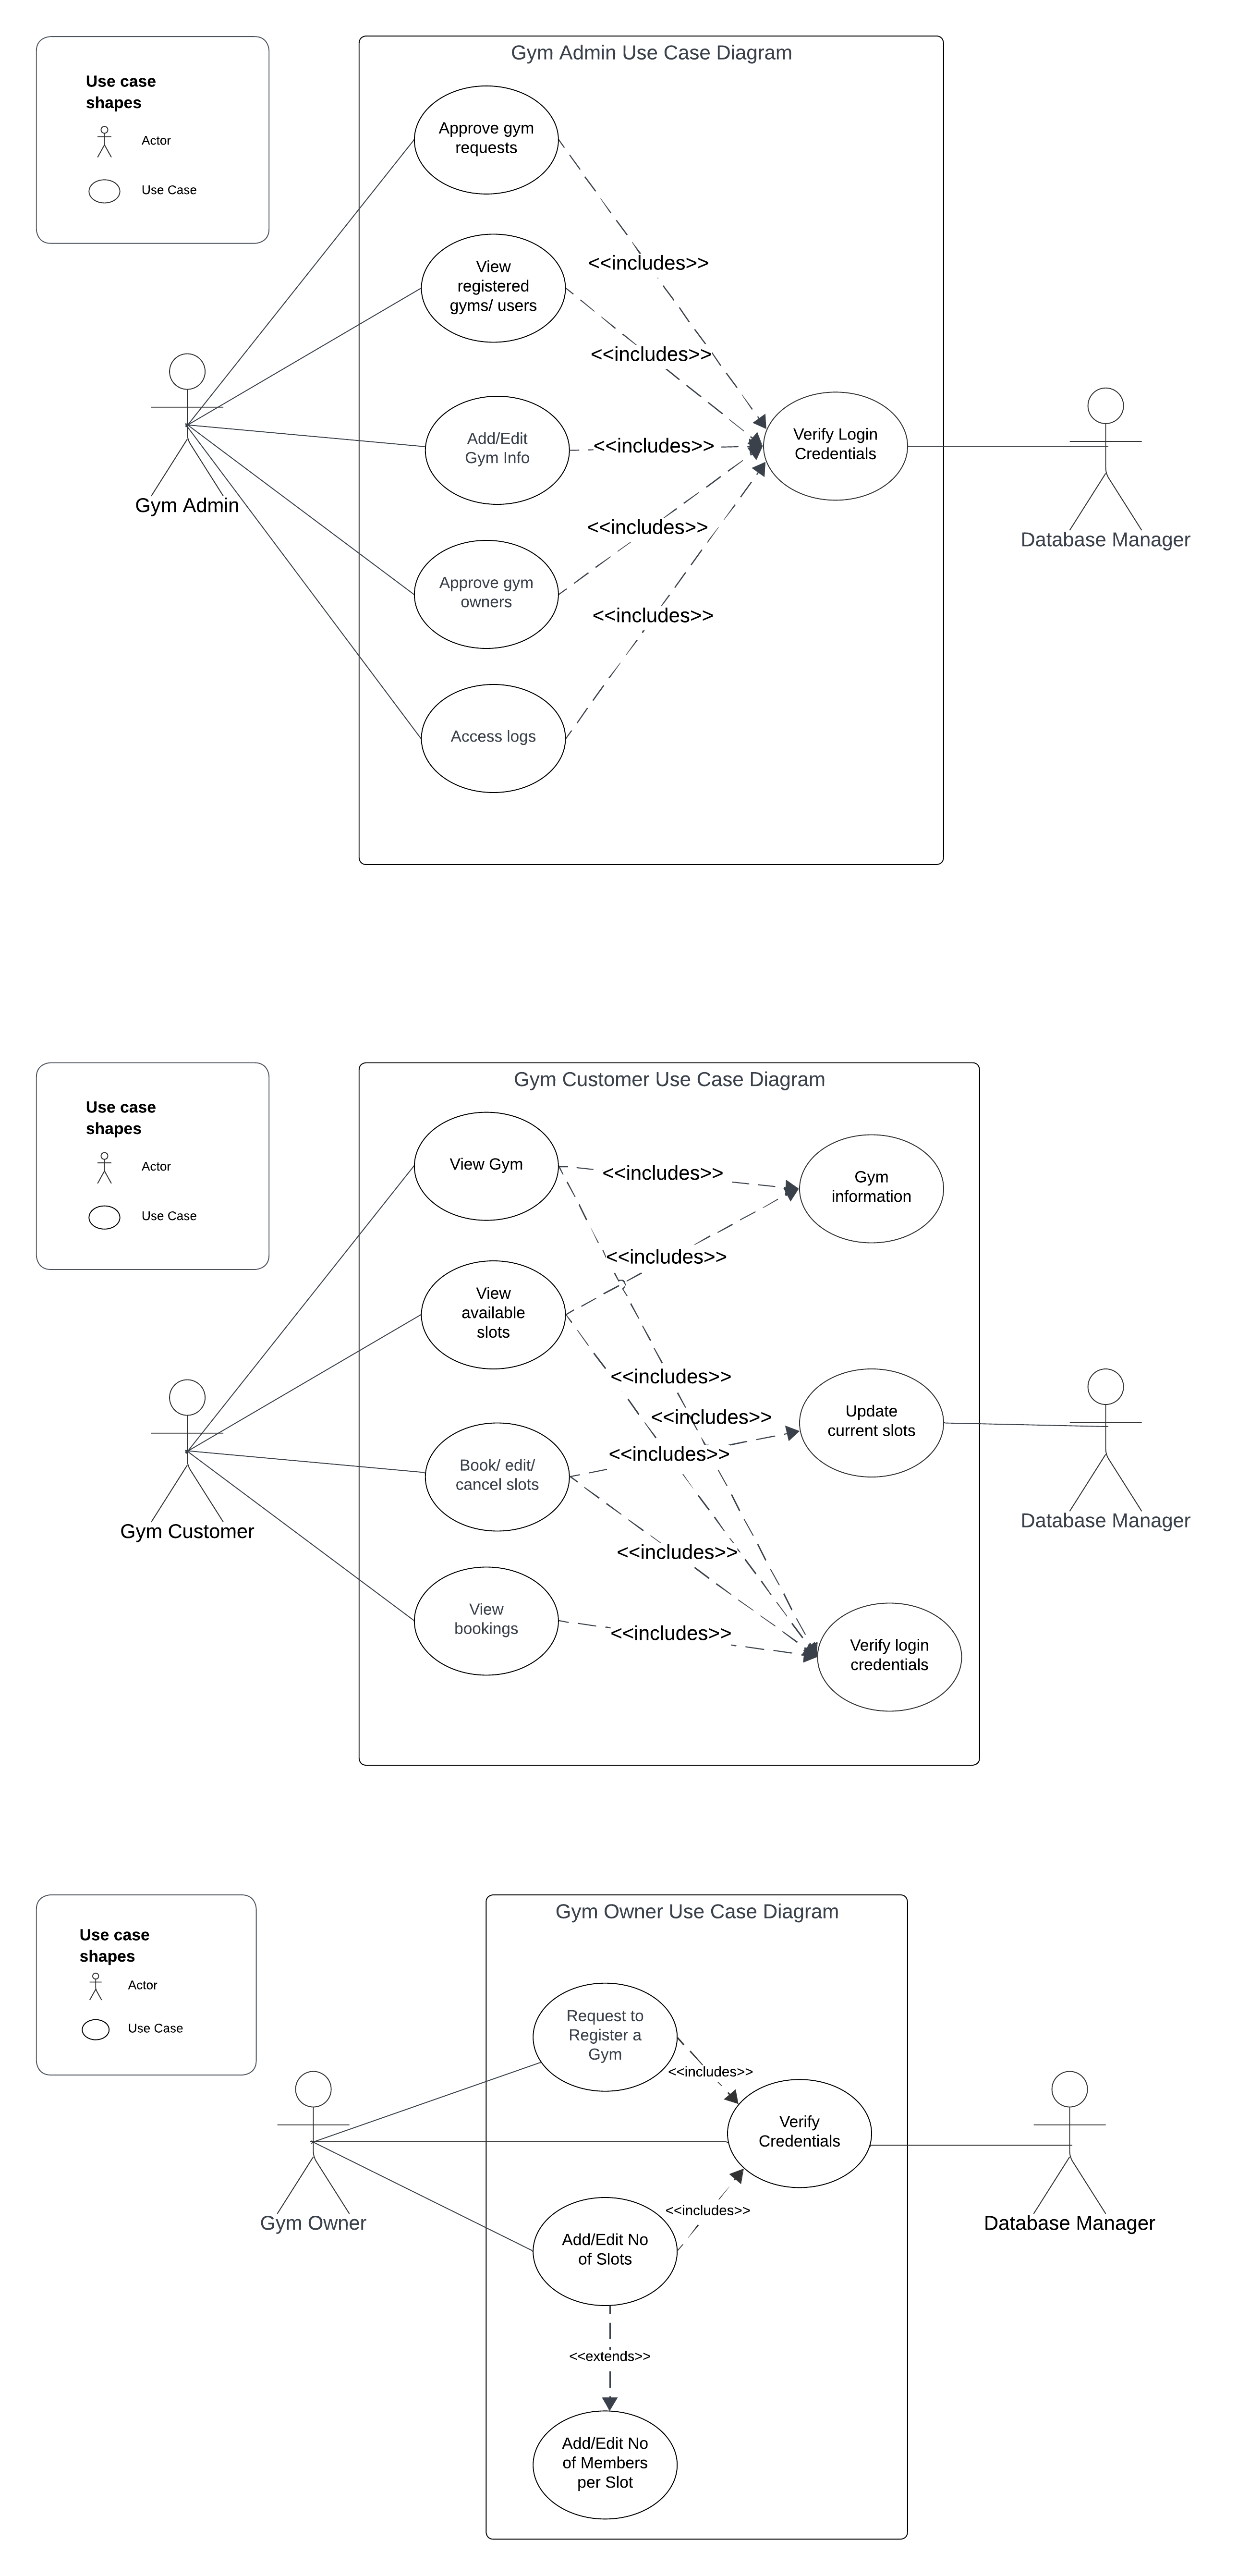 Gym Admin Use Case Diagram
Use case
shapes
Actor
Use Case
Approve gym
requests
<<includes>>
View
registered
gyms/ users
<<includes>>
Add/Edit
Gym Info
<<includes>>
Verify Login
Credentials
Gym Admin
<<includes>>
Database Manager
Approve gym
owners
<<includes>>
Access logs
Gym Customer Use Case Diagram
Use case
shapes
Actor
Use Case
View Gym
<<includes>>
Gym
information
<<includes>>
View
available
slots
<<includes>>
<<includes>>
Update
current slots
<<includes>>
Book/ edit/
cancel slots
Gym Customer
Database Manager
<<includes>>
View
bookings
<<includes>>
Verify login
credentials
Gym Owner Use Case Diagram
Use case
shapes
Actor
Use Case
Request to
Register a
Gym
<<includes>>
Verify
Credentials
<<includes>>
Gym Owner
Database Manager
Add/Edit No
of Slots
<<extends>>
Add/Edit No
of Members
per Slot